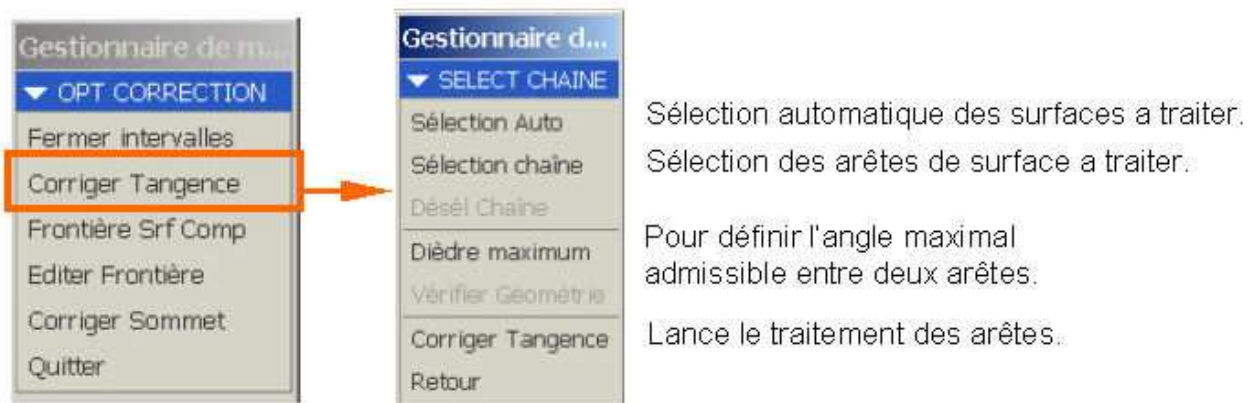 Gestionnaire de m...
OPT CORRECTION
Fermer intervalles
Corriger Tangence
Frontière Srf Comp
Editer Frontière
Corriger Sommet
Quitter
Gestionnaire d...
SELECT CHAINE
Sélection Auto
Sélection chaîne
Désél Chaîne
Dièdre maximum
Vérifier Géométrie
Corriger Tangence
Retour
Sélection automatique des surfaces a traiter.
Sélection des arêtes de surface a traiter.
Pour définir l'angle maximal
admissible entre deux arêtes.
Lance le traitement des arêtes.